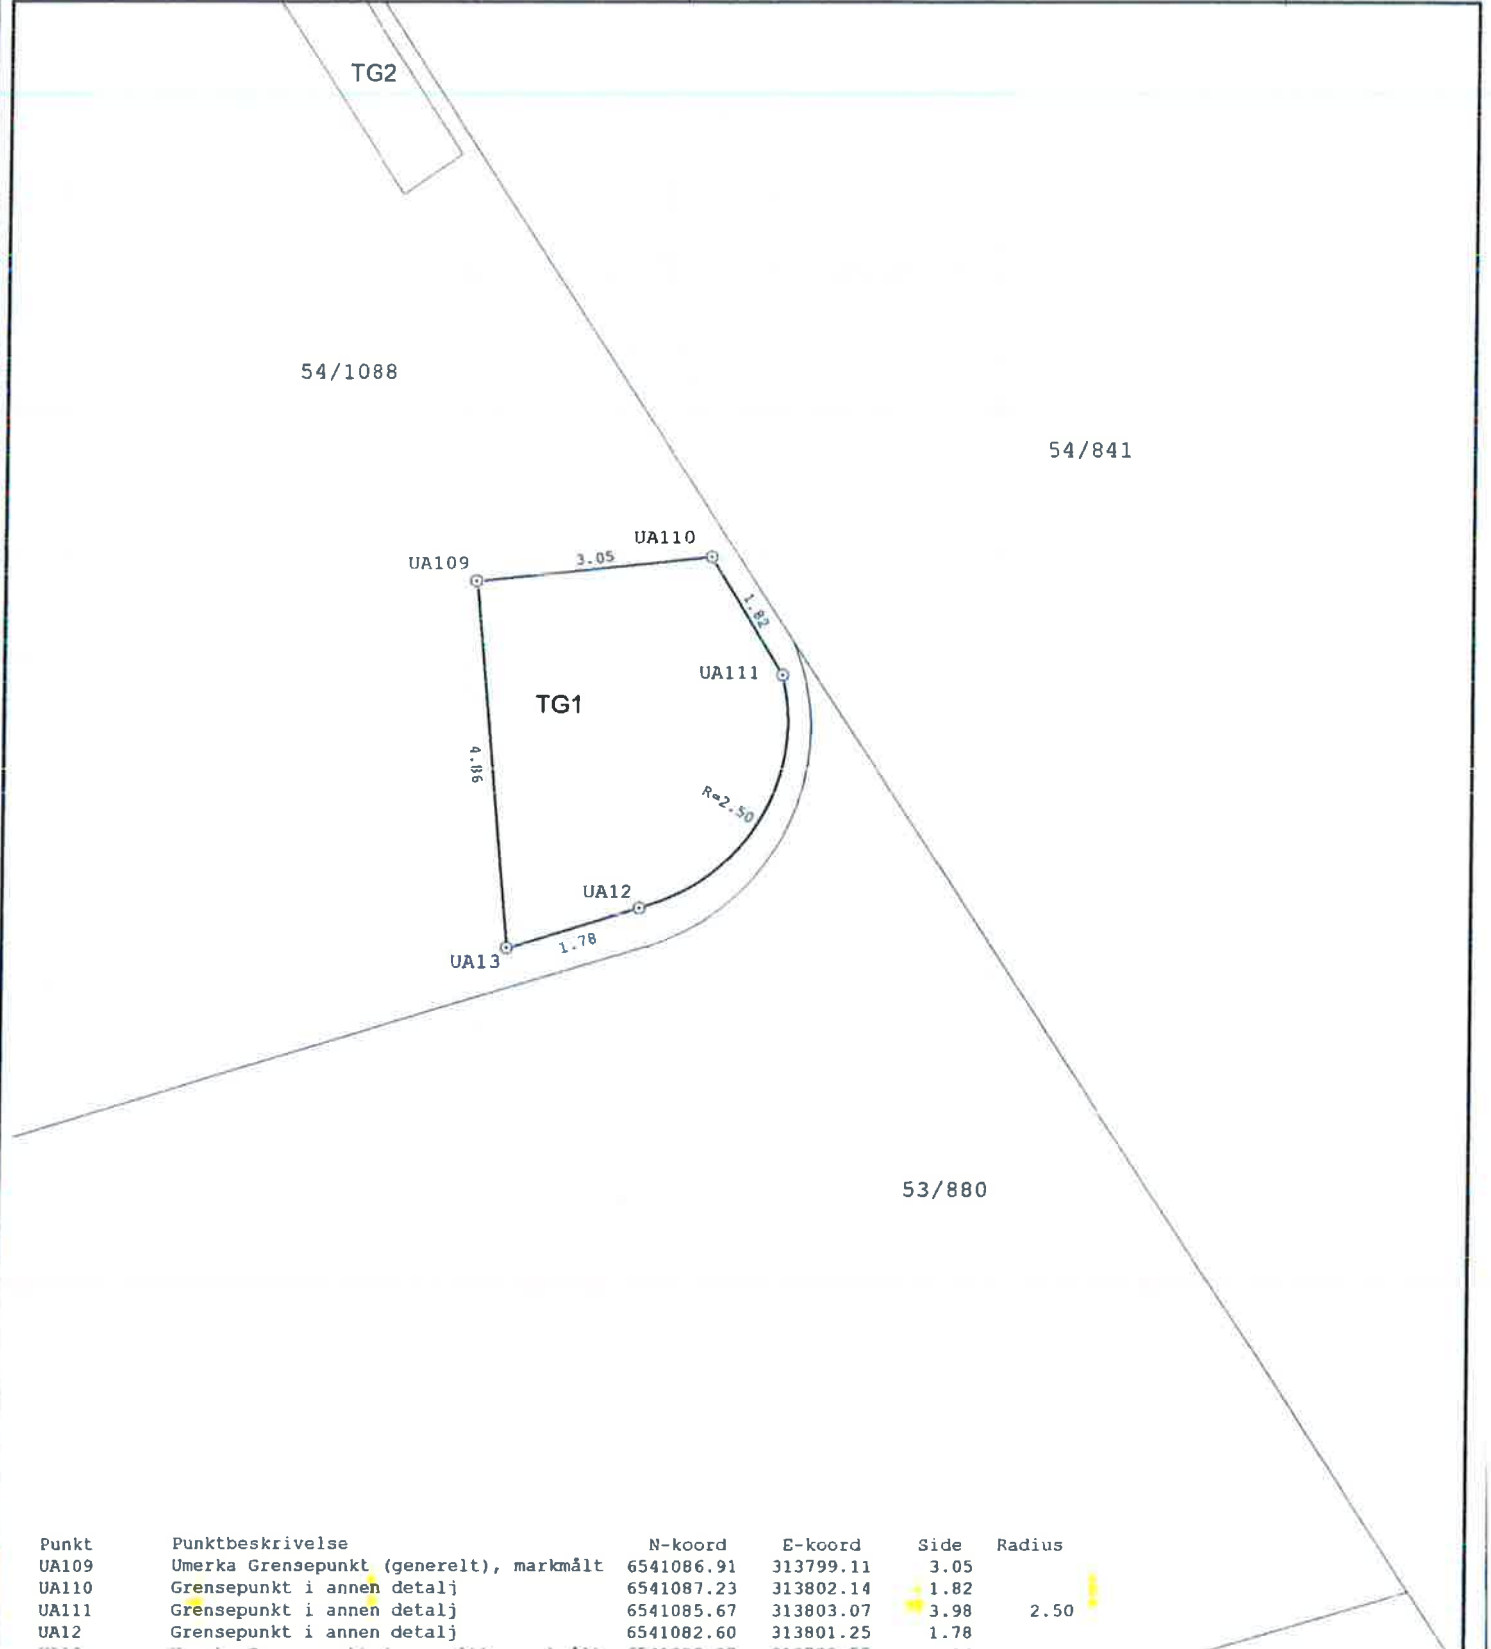 TG2
54/1088
54/841
UA110
3.05
UA109
1.82
UA111
TG1
4.86
R=2.50
UA12
1.78
UA13
53/880
Punkt Punktbeskrivelse N-koord E-koord Side Radius
UA109 Umerka Grensepunkt (generelt), markmålt 6541086.91 313799.11 3.05
UA110 Grensepunkt i annen detalj 6541087.23 313802.14 1.82
UA111 Grensepunkt i annen detalj 6541085.67 313803.07 3.98 2.50
UA12 Grensepunkt i annen detalj 6541082.60 313801.25 1.78